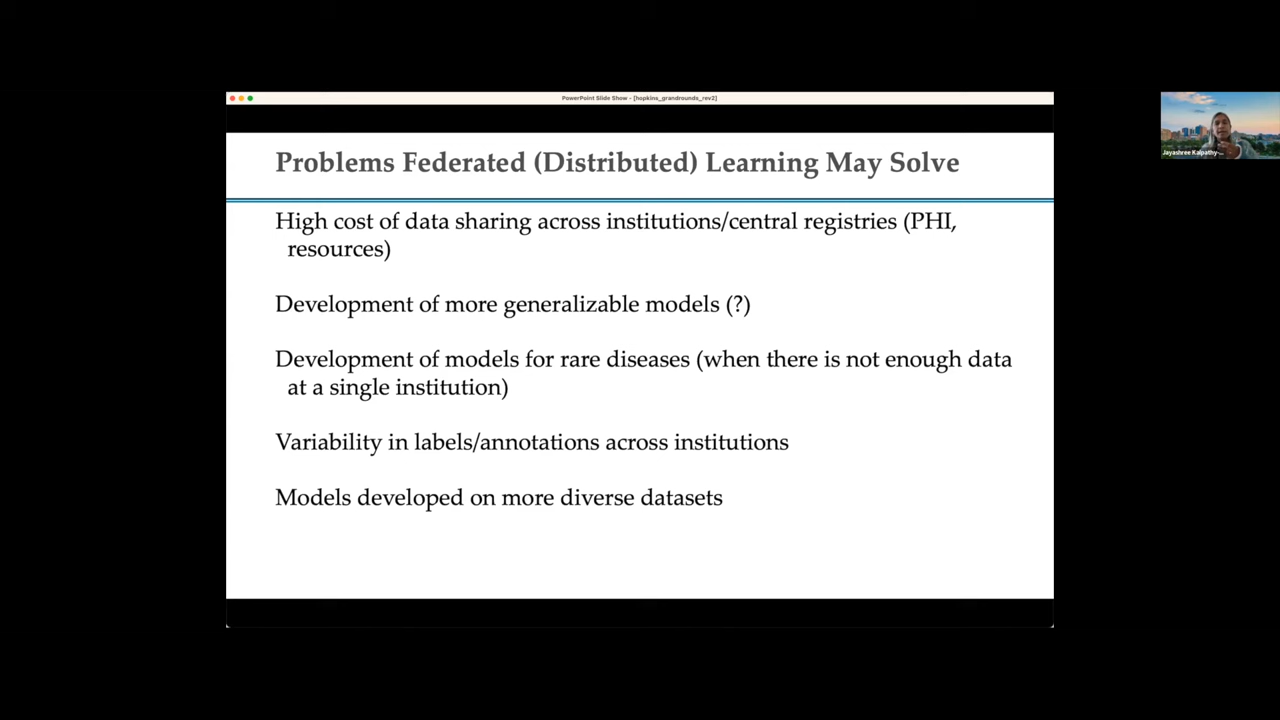 PowerPoint Slide Show - [hopkins_grandrounds_rev2]
Problems Federated (Distributed) Learning May Solve
High cost of data sharing across institutions/central registries (PHI,
resources)
Development of more generalizable models (?)
Development of models for rare diseases (when there is not enough data
at a single institution)
Variability in labels/annotations across institutions
Models developed on more diverse datasets
Jayashree Kalpathy-...